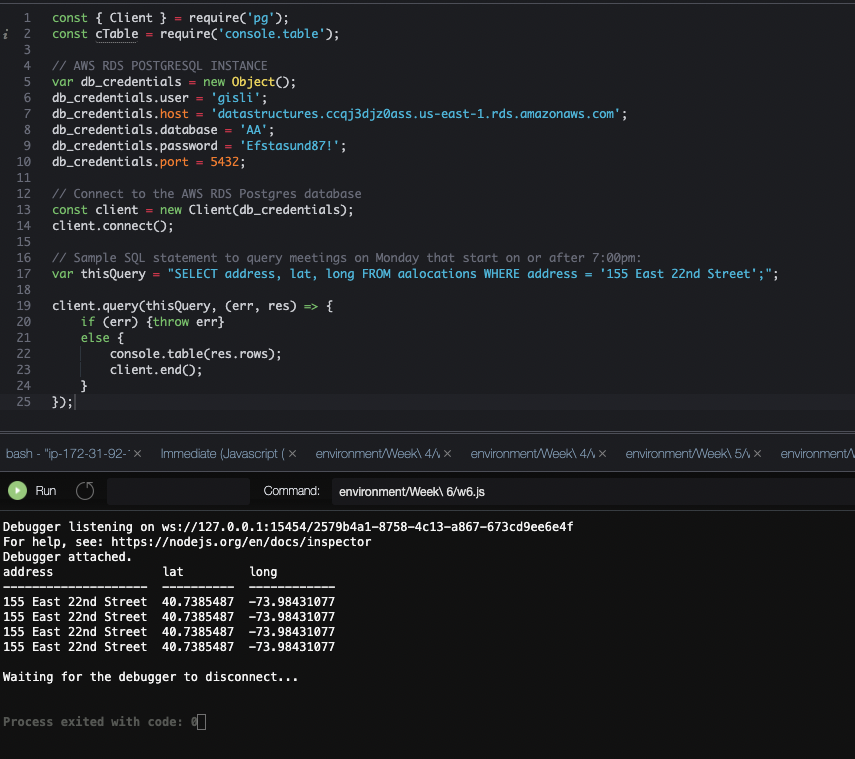 1 const { Client } = require('pg');
i 2 const cTable = require('console.table');
3
4 // AWS RDS POSTGRESQL INSTANCE
5 var db_credentials = new Object();
6 db_credentials.user = 'gisli';
7 db_credentials.host = 'datastructures.ccqj3djz0ass.us-east-1.rds.amazonaws.com';
8 db_credentials.database = 'AA';
9 db_credentials.password = 'Efstasund87!';
10 db_credentials.port = 5432;
11
12 // Connect to the AWS RDS Postgres database
13 const client = new Client(db_credentials);
14 client.connect();
15
16 // Sample SQL statement to query meetings on Monday that start on or after 7:00pm:
17 var thisQuery = "SELECT address, lat, long FROM aalocations WHERE address = '155 East 22nd Street';";
18
19 client.query(thisQuery, (err, res) => {
20 if (err) {throw err}
21 else {
22 console.table(res.rows);
23 client.end();
24 }
25 });
bash - "ip-172-31-92- × Immediate (Javascript ( × environment/Week\ 4/ × environment/Week\ 4/ × environment/Week\ 5/ × environment/
Run Command: environment/Week\ 6/w6.js
Debugger listening on ws://127.0.0.1:15454/2579b4a1-8758-4c13-a867-673cd9ee6e4f
For help, see: https://nodejs.org/en/docs/inspector
Debugger attached.
address lat long
-------------------- ---------- ------------
155 East 22nd Street 40.7385487 -73.98431077
155 East 22nd Street 40.7385487 -73.98431077
155 East 22nd Street 40.7385487 -73.98431077
155 East 22nd Street 40.7385487 -73.98431077
Waiting for the debugger to disconnect...
Process exited with code: 0